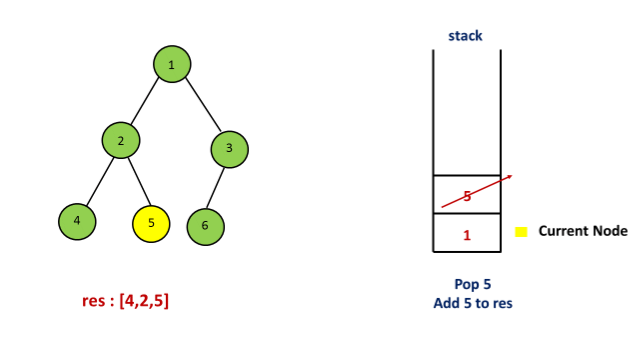 stack
1
2
3
4
5
6
5
1
Current Node
res : [4,2,5]
Pop 5
Add 5 to res